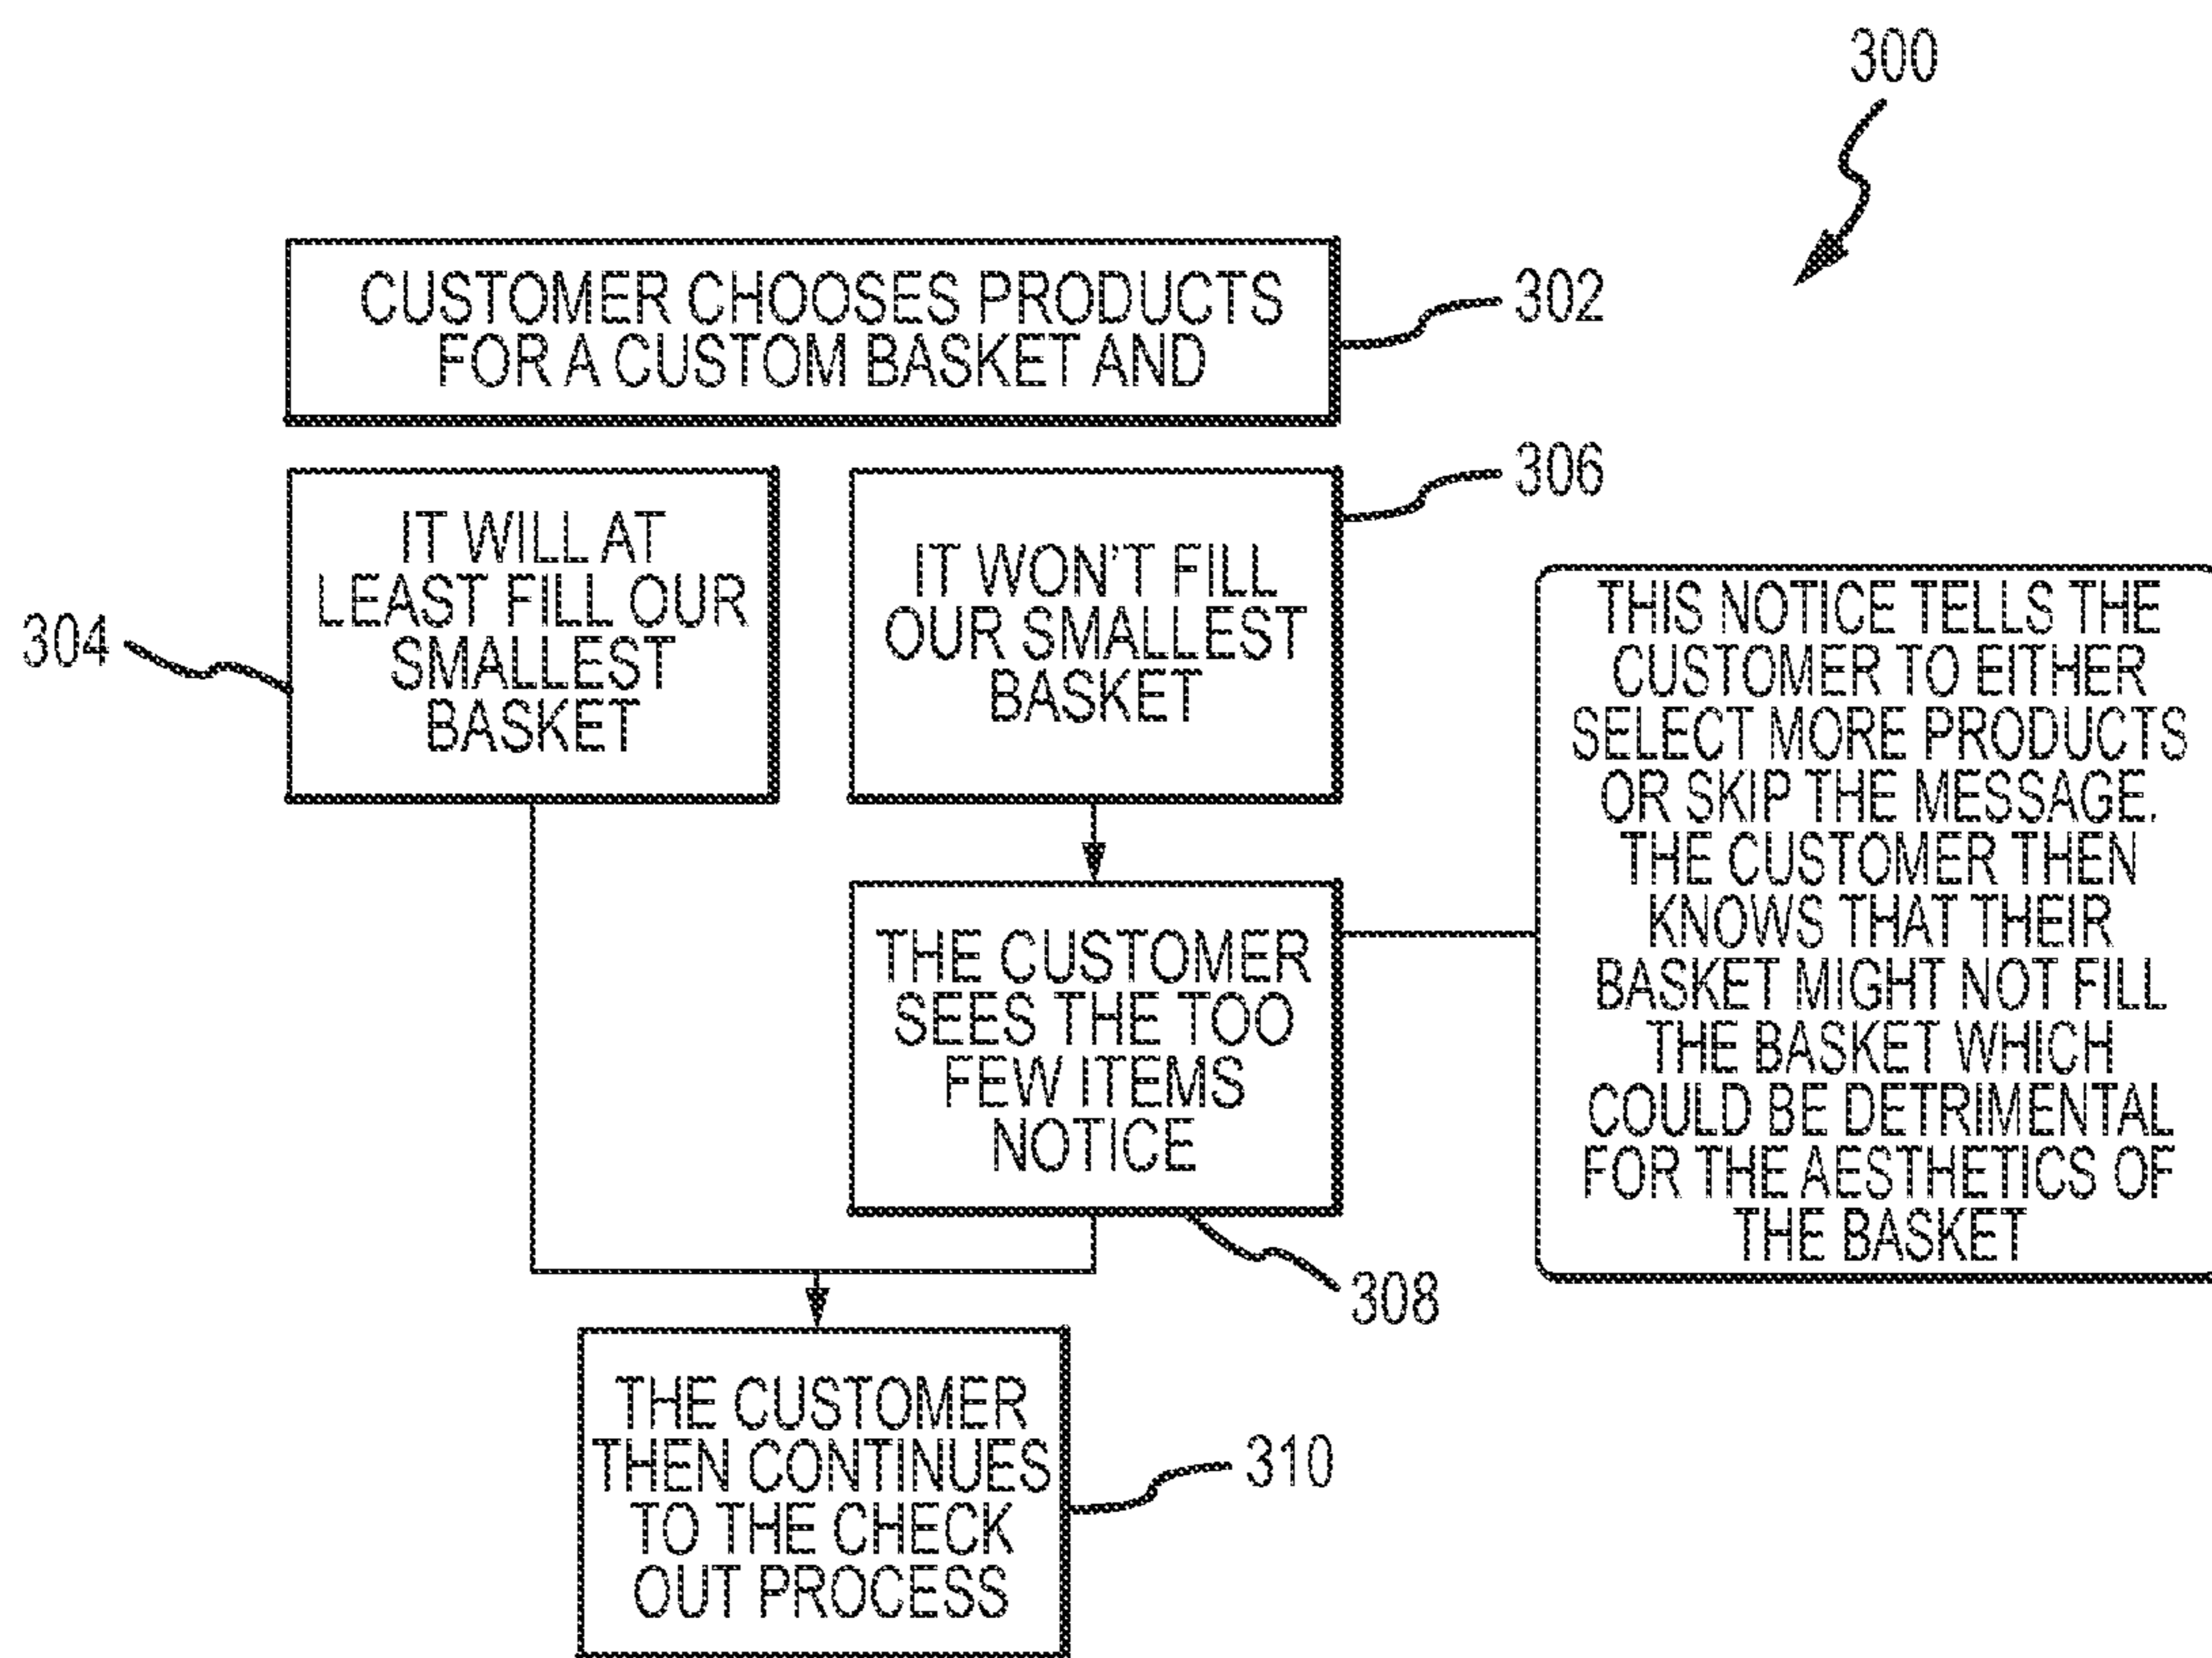 300
CUSTOMER CHOOSES PRODUCTS
FOR A CUSTOM BASKET AND
302
IT WILL AT
LEAST FILL OUR
SMALLEST
BASKET
304
IT WON'T FILL
OUR SMALLEST
BASKET
306
THE CUSTOMER
SEES THE TOO
FEW ITEMS
NOTICE
308
THIS NOTICE TELLS THE
CUSTOMER TO EITHER
SELECT MORE PRODUCTS
OR SKIP THE MESSAGE.
THE CUSTOMER THEN
KNOWS THAT THEIR
BASKET MIGHT NOT FILL
THE BASKET WHICH
COULD BE DETRIMENTAL
FOR THE AESTHETICS OF
THE BASKET
THE CUSTOMER
THEN CONTINUES
TO THE CHECK
OUT PROCESS
310